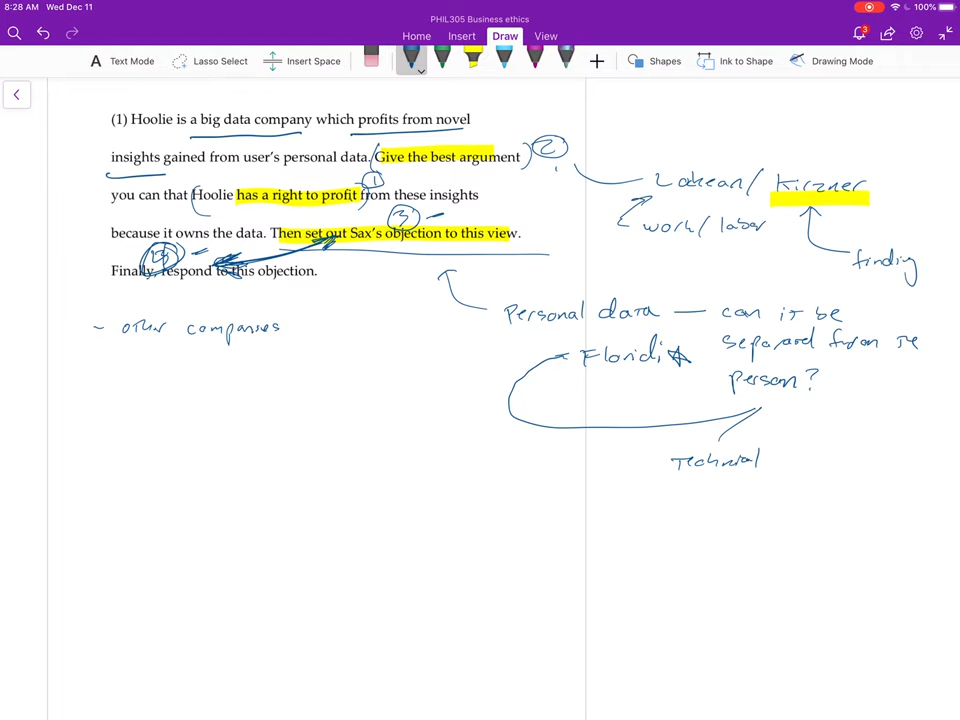 8:28 AM Wed Dec 11
100%
PHIL305 Business ethics
Home Insert Draw View
3
A Text Mode Lasso Select Insert Space Shapes Ink to Shape Drawing Mode
(1) Hoolie is a big data company which profits from novel
insights gained from user's personal data. (Give the best argument) 2
you can that (Hoolie has a right to profit) 1 from these insights
because it owns the data. Then set out Sax's objection to this view.
3
Finally, respond to this objection.
Lockean / Kirzner
work / labor
finding
Personal data — can it be
separated from the
person?
Floridi
Technical
~ other companies